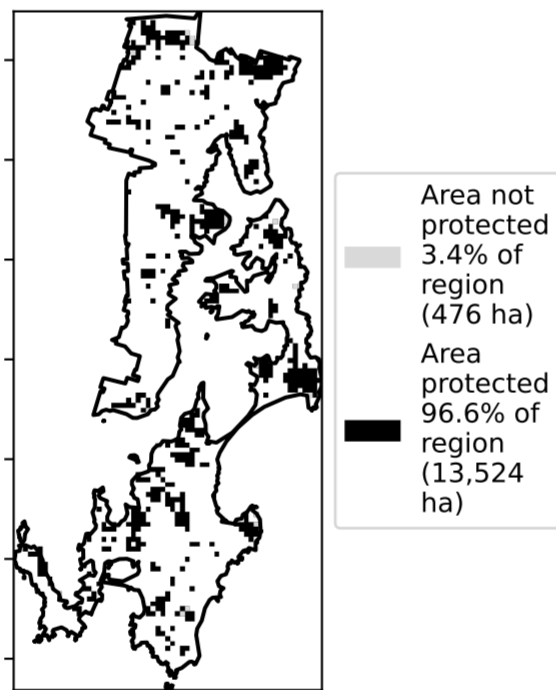 Area not
protected
3.4% of
region
(476 ha)
Area
protected
96.6% of
region
(13,524
ha)